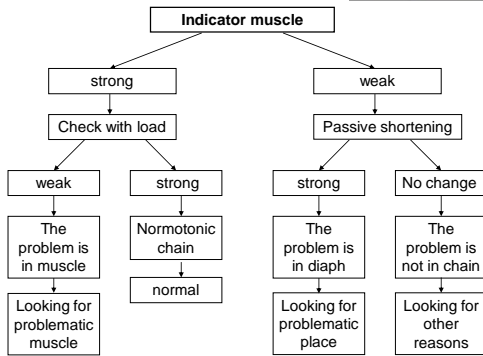 Indicator muscle
strong
weak
Check with load
Passive shortening
weak
strong
strong
No change
The
problem is
in muscle
Normotonic
chain
The
problem is
in diaph
The
problem is
not in chain
Looking for
problematic
muscle
normal
Looking for
problematic
place
Looking for
other
reasons